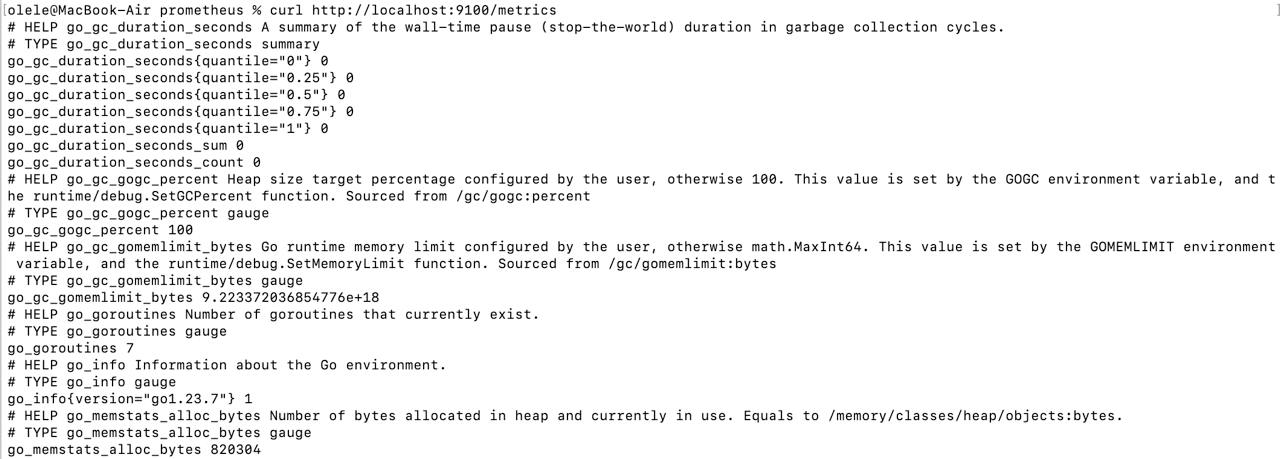 [olele@MacBook-Air prometheus % curl http://localhost:9100/metrics ]
# HELP go_gc_duration_seconds A summary of the wall-time pause (stop-the-world) duration in garbage collection cycles.
# TYPE go_gc_duration_seconds summary
go_gc_duration_seconds{quantile="0"} 0
go_gc_duration_seconds{quantile="0.25"} 0
go_gc_duration_seconds{quantile="0.5"} 0
go_gc_duration_seconds{quantile="0.75"} 0
go_gc_duration_seconds{quantile="1"} 0
go_gc_duration_seconds_sum 0
go_gc_duration_seconds_count 0
# HELP go_gc_gogc_percent Heap size target percentage configured by the user, otherwise 100. This value is set by the GOGC environment variable, and t
he runtime/debug.SetGCPercent function. Sourced from /gc/gogc:percent
# TYPE go_gc_gogc_percent gauge
go_gc_gogc_percent 100
# HELP go_gc_gomemlimit_bytes Go runtime memory limit configured by the user, otherwise math.MaxInt64. This value is set by the GOMEMLIMIT environment
 variable, and the runtime/debug.SetMemoryLimit function. Sourced from /gc/gomemlimit:bytes
# TYPE go_gc_gomemlimit_bytes gauge
go_gc_gomemlimit_bytes 9.223372036854776e+18
# HELP go_goroutines Number of goroutines that currently exist.
# TYPE go_goroutines gauge
go_goroutines 7
# HELP go_info Information about the Go environment.
# TYPE go_info gauge
go_info{version="go1.23.7"} 1
# HELP go_memstats_alloc_bytes Number of bytes allocated in heap and currently in use. Equals to /memory/classes/heap/objects:bytes.
# TYPE go_memstats_alloc_bytes gauge
go_memstats_alloc_bytes 820304